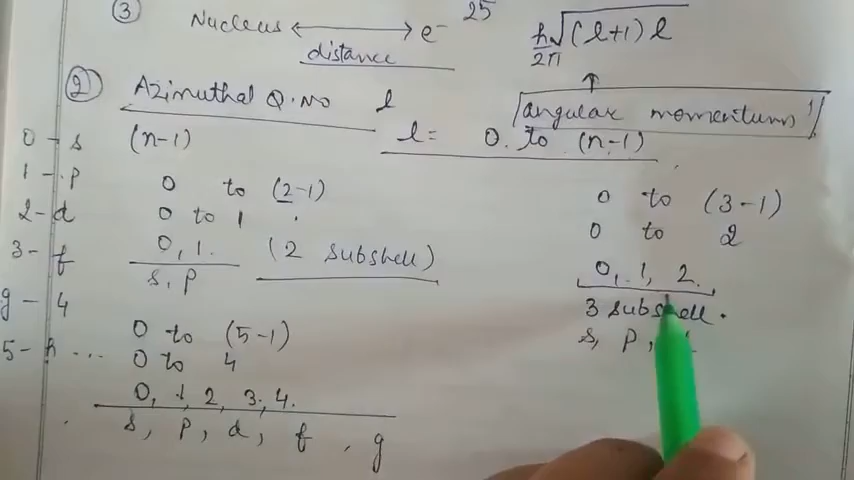 ③ Nucleus ⟷ e⁻ 25
distance
h/2π √(l+1) l
② Azimuthal Q.No l
angular momentum
(n-1) l = 0. to (n-1)
0 - s
1 - p
2 - d
3 - f
g - 4
5 - h ...
0 to (2-1)
0 to 1
0, 1. (2 subshell)
s, p
0 to (5-1)
0 to 4
0, 1, 2, 3, 4.
s, p, d, f, g
0 to (3-1)
0 to 2
0, 1, 2.
3 subshell.
s, p,